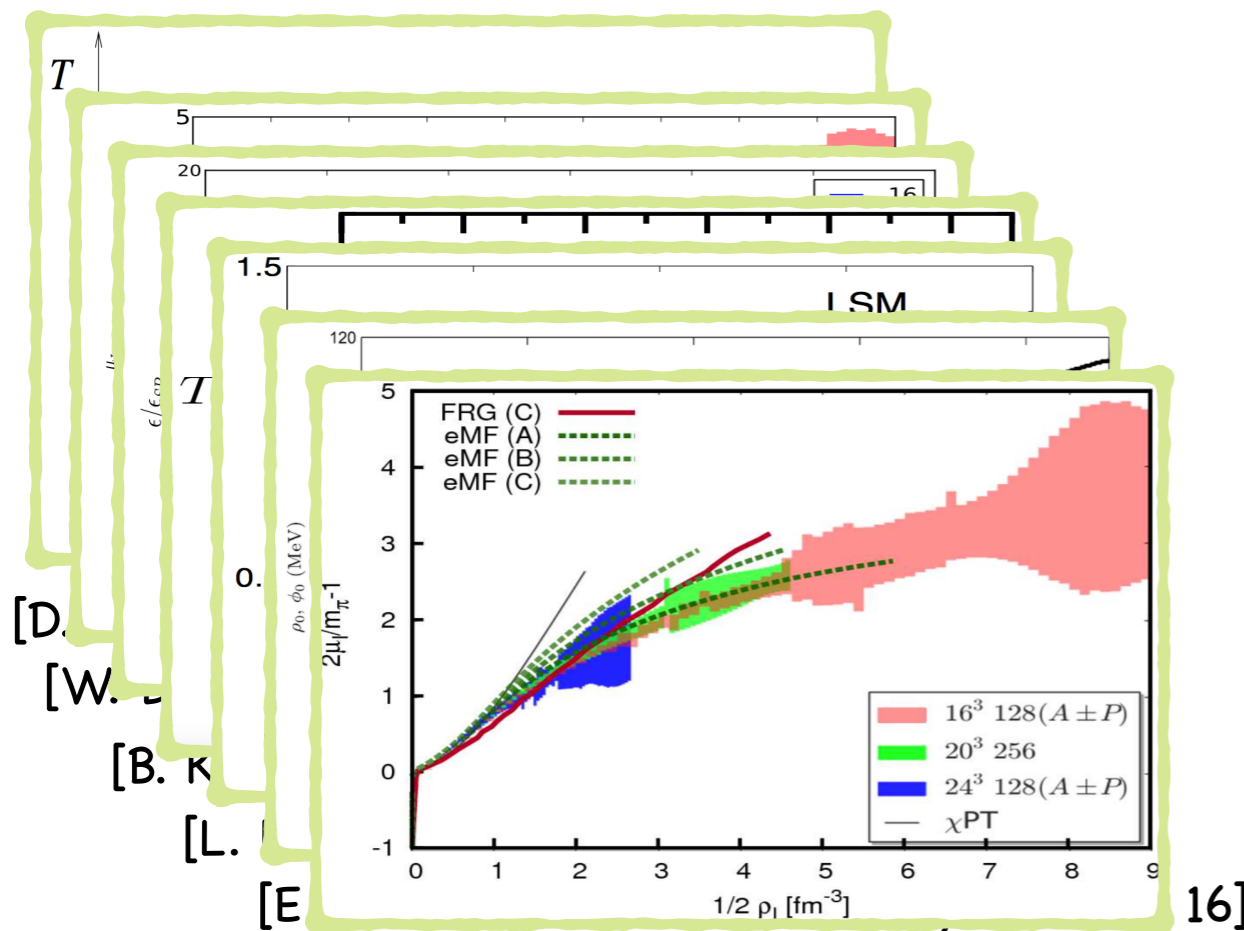 T
5
20
16
1.5
LSM
120
ϵ/ϵ
T
0.
ρ₀, ϕ₀ (MeV)
5
4
3
2
1
0
-1
2μI/mπ-1
FRG (C)
eMF (A)
eMF (B)
eMF (C)
16³ 128(A ± P)
20³ 256
24³ 128(A ± P)
χPT
0 1 2 3 4 5 6 7 8 9
1/2 ρI [fm⁻³]
[D.
[W.
[B. K
[L.
[E
16]